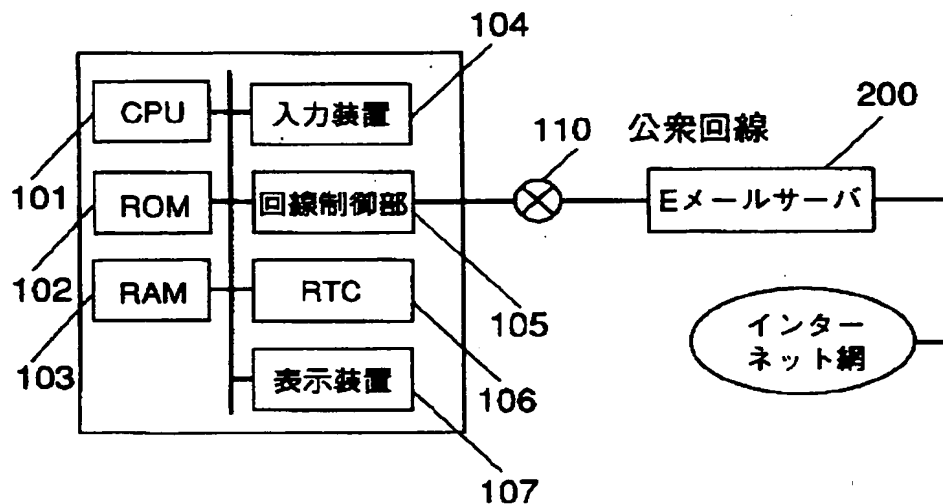 104
CPU
入力装置
110
公衆回線
200
101
ROM
回線制御部
Eメールサーバ
102
RAM
RTC
105
インター
ネット網
103
表示装置
106
107